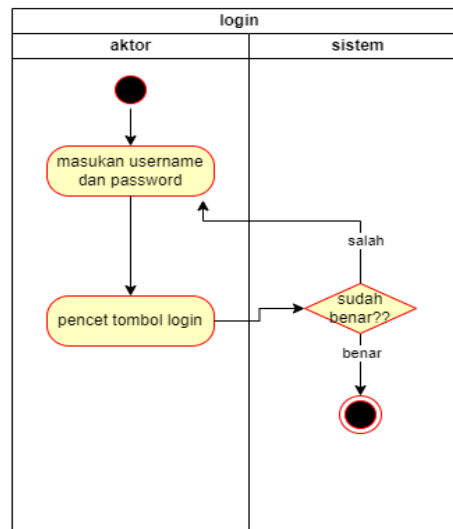 login
aktor
sistem
masukan username
dan password
salah
pencet tombol login
sudah
benar??
benar